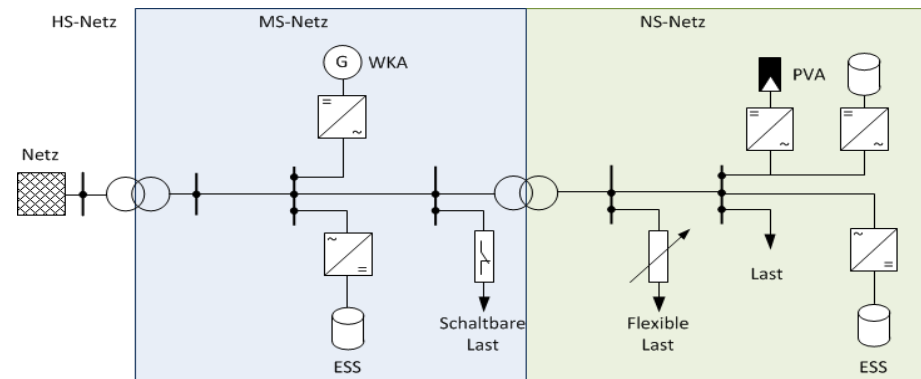 HS-Netz
MS-Netz
NS-Netz
G
WKA
PVA
=
~
=
~
=
~
Netz
~
=
~
=
Last
Schaltbare
Last
Flexible
Last
ESS
ESS